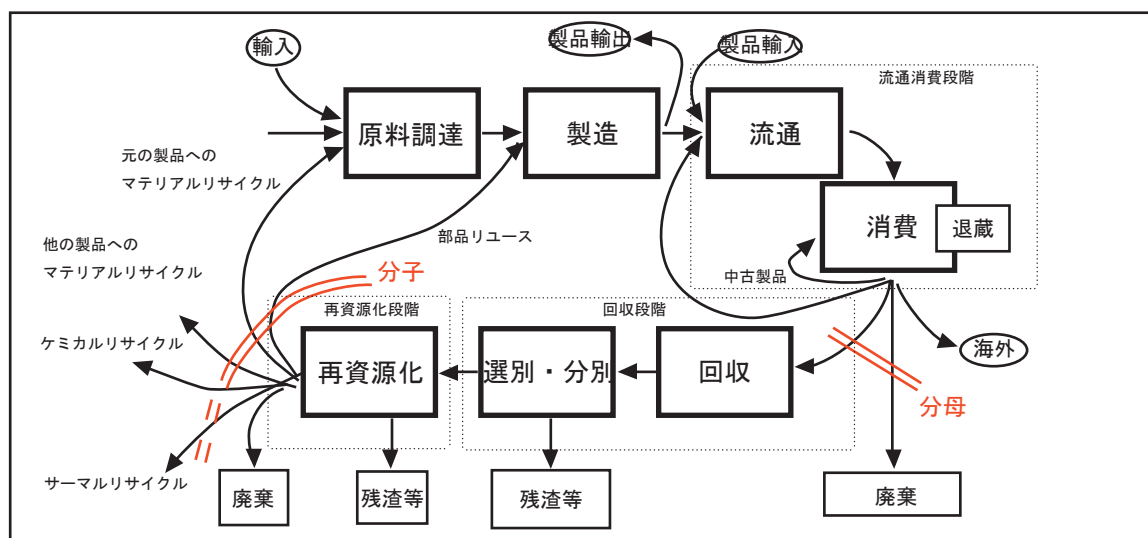 輸入
製品輸出
製品輸入
流通消費段階
原料調達
製造
流通
元の製品への
マテリアルリサイクル
消費
退蔵
部品リユース
他の製品への
マテリアルリサイクル
中古製品
分子
再資源化段階
回収段階
ケミカルリサイクル
海外
再資源化
選別・分別
回収
分母
サーマルリサイクル
廃棄
残渣等
残渣等
廃棄